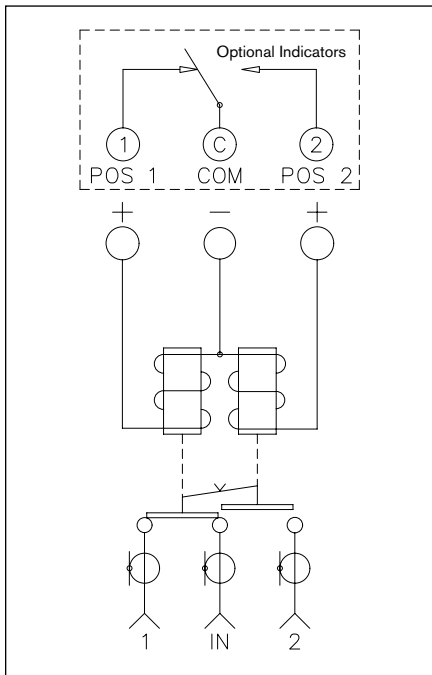 Optional Indicators
1 C 2
POS 1 COM POS 2
+ − +
1 IN 2